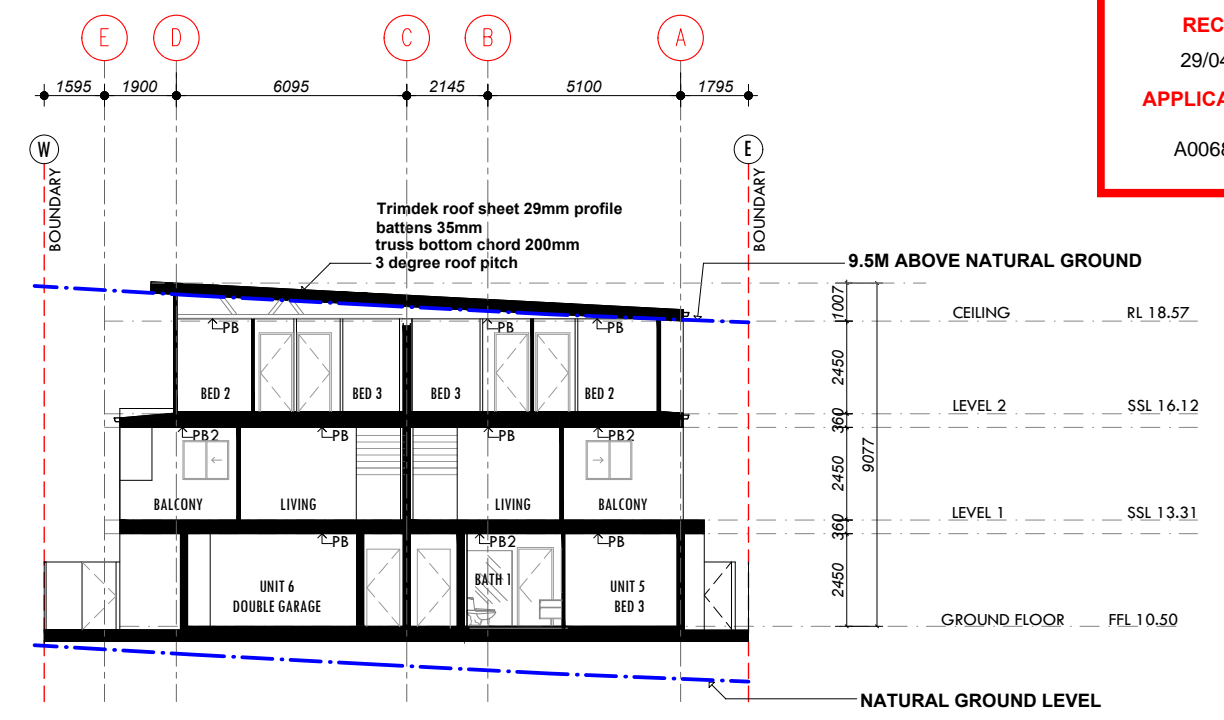 REC
29/04
APPLICA
A0068
E
D
C
B
A
1595
1900
6095
2145
5100
1795
W
E
BOUNDARY
BOUNDARY
Trimdek roof sheet 29mm profile
battens 35mm
truss bottom chord 200mm
3 degree roof pitch
9.5M ABOVE NATURAL GROUND
1007
CEILING
RL 18.57
PB
PB
PB
2450
BED 2
BED 3
BED 3
BED 2
LEVEL 2
SSL 16.12
360
PB2
PB
PB
PB2
2450
9077
BALCONY
LIVING
LIVING
BALCONY
LEVEL 1
SSL 13.31
360
PB
PB2
PB
2450
BATH 1
UNIT 6
DOUBLE GARAGE
UNIT 5
BED 3
GROUND FLOOR
FFL 10.50
NATURAL GROUND LEVEL